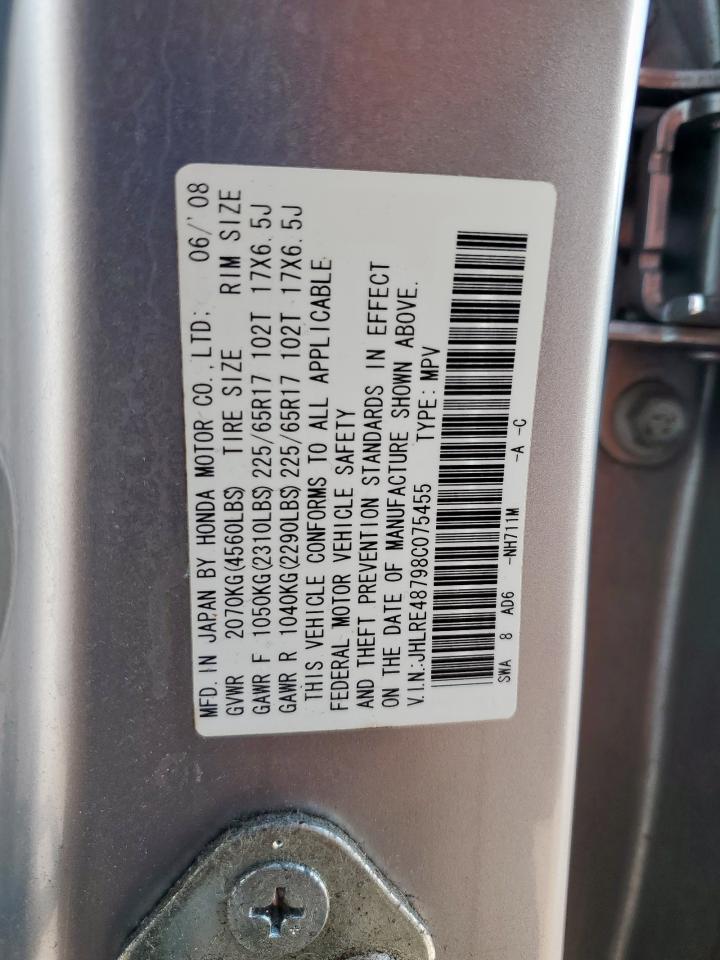 MFD. IN JAPAN BY HONDA MOTOR CO.,LTD: 06/'08
GVWR 2070KG(4560LBS) TIRE SIZE RIM SIZE
GAWR F 1050KG(2310LBS) 225/65R17 102T 17X6.5J
GAWR R 1040KG(2290LBS) 225/65R17 102T 17X6.5J
THIS VEHICLE CONFORMS TO ALL APPLICABLE
FEDERAL MOTOR VEHICLE SAFETY
AND THEFT PREVENTION STANDARDS IN EFFECT
ON THE DATE OF MANUFACTURE SHOWN ABOVE.
V.I.N.:JHLRE48798C075455 TYPE: MPV
SWA 8 AD6 -NH711M -A -C